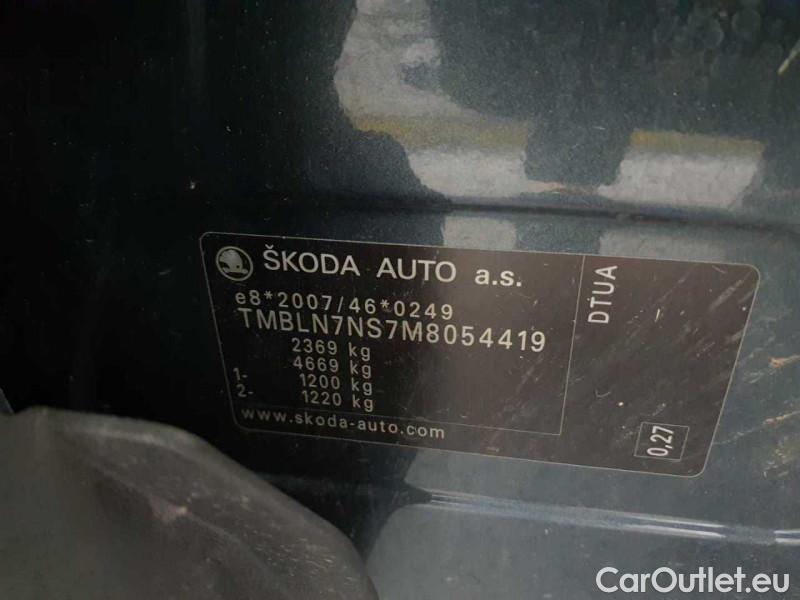 ŠKODA AUTO a.s.
e8*2007/46*0249
TMBLN7NS7M8054419
2369 kg
4669 kg
1- 1200 kg
2- 1220 kg
www.skoda-auto.com
DTUA
0,27
CarOutlet.eu